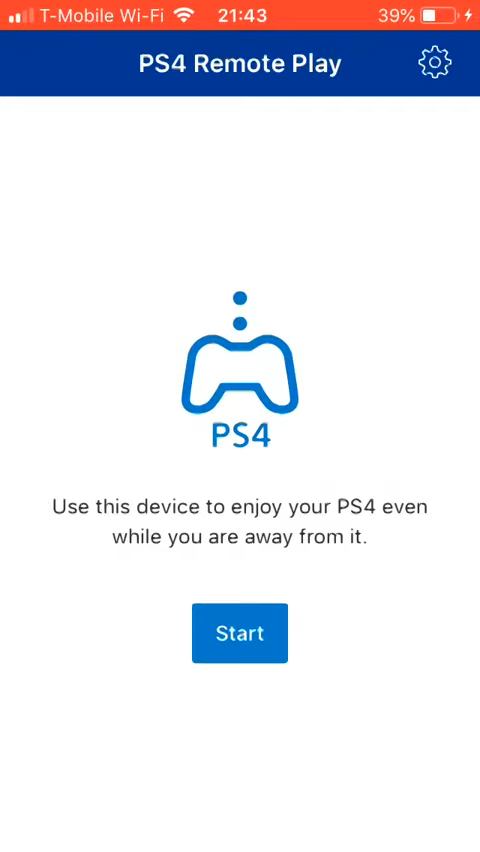 T-Mobile Wi-Fi 21:43 39%
PS4 Remote Play
PS4
Use this device to enjoy your PS4 even
while you are away from it.
Start